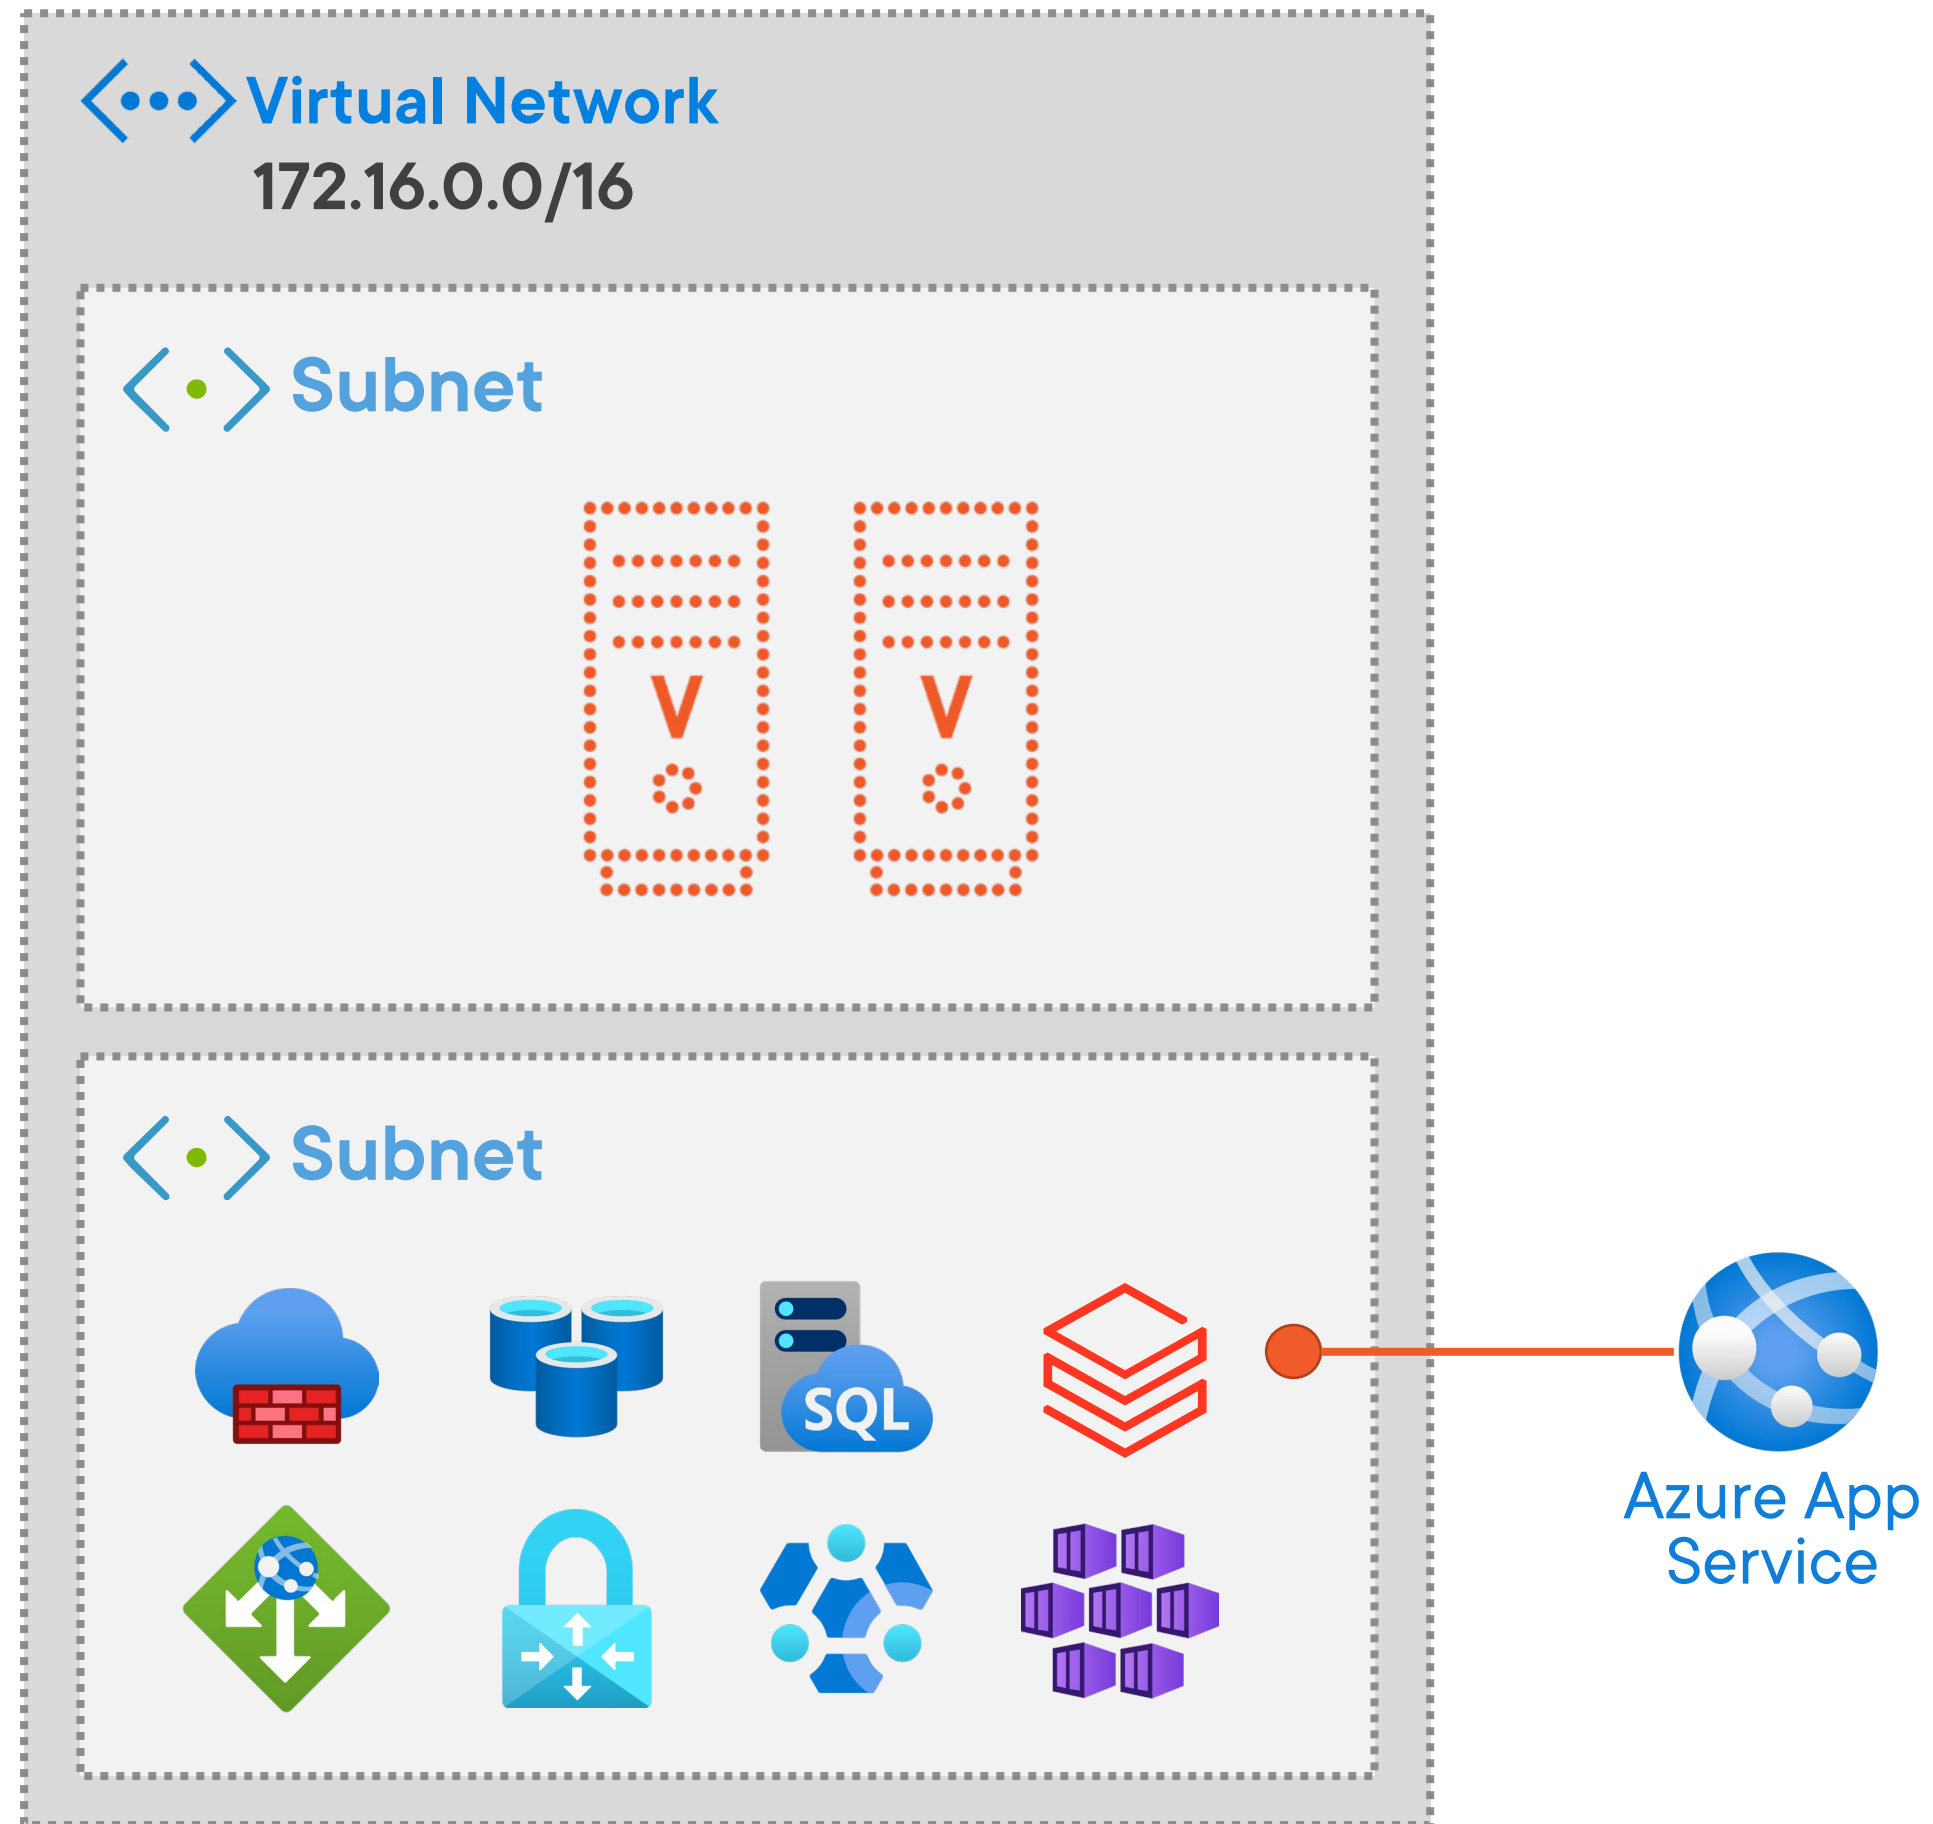 Virtual Network
172.16.0.0/16
Subnet
V
V
Subnet
SQL
Azure App
Service